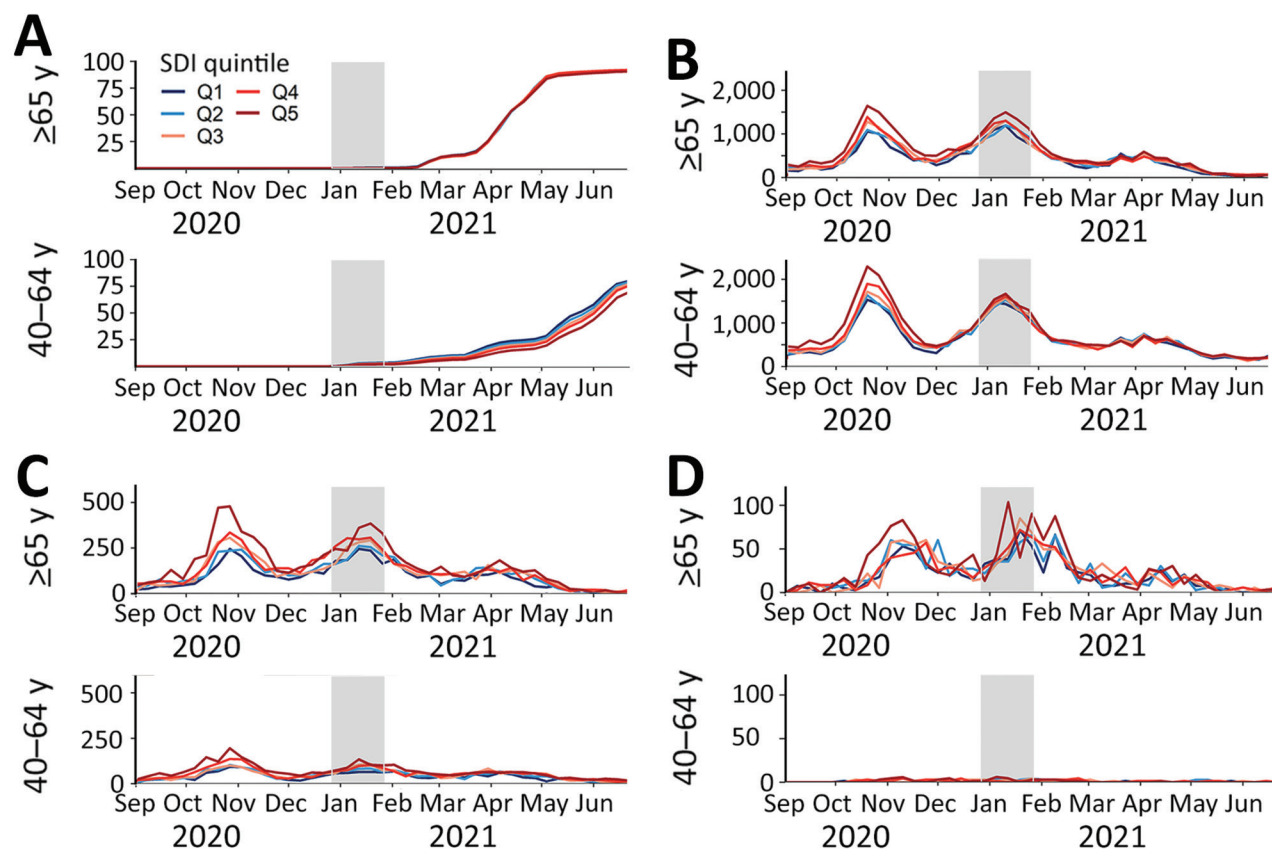 A
≥65 y
100
75
50
25
SDI quintile
Q1 Q4
Q2 Q5
Q3
Sep Oct Nov Dec Jan Feb Mar Apr May Jun
2020 2021
40–64 y
100
75
50
25
Sep Oct Nov Dec Jan Feb Mar Apr May Jun
2020 2021
B
≥65 y
2,000
1,000
0
Sep Oct Nov Dec Jan Feb Mar Apr May Jun
2020 2021
40–64 y
2,000
1,000
0
Sep Oct Nov Dec Jan Feb Mar Apr May Jun
2020 2021
C
≥65 y
500
250
0
Sep Oct Nov Dec Jan Feb Mar Apr May Jun
2020 2021
40–64 y
500
250
0
Sep Oct Nov Dec Jan Feb Mar Apr May Jun
2020 2021
D
≥65 y
100
50
0
Sep Oct Nov Dec Jan Feb Mar Apr May Jun
2020 2021
40–64 y
100
50
0
Sep Oct Nov Dec Jan Feb Mar Apr May Jun
2020 2021